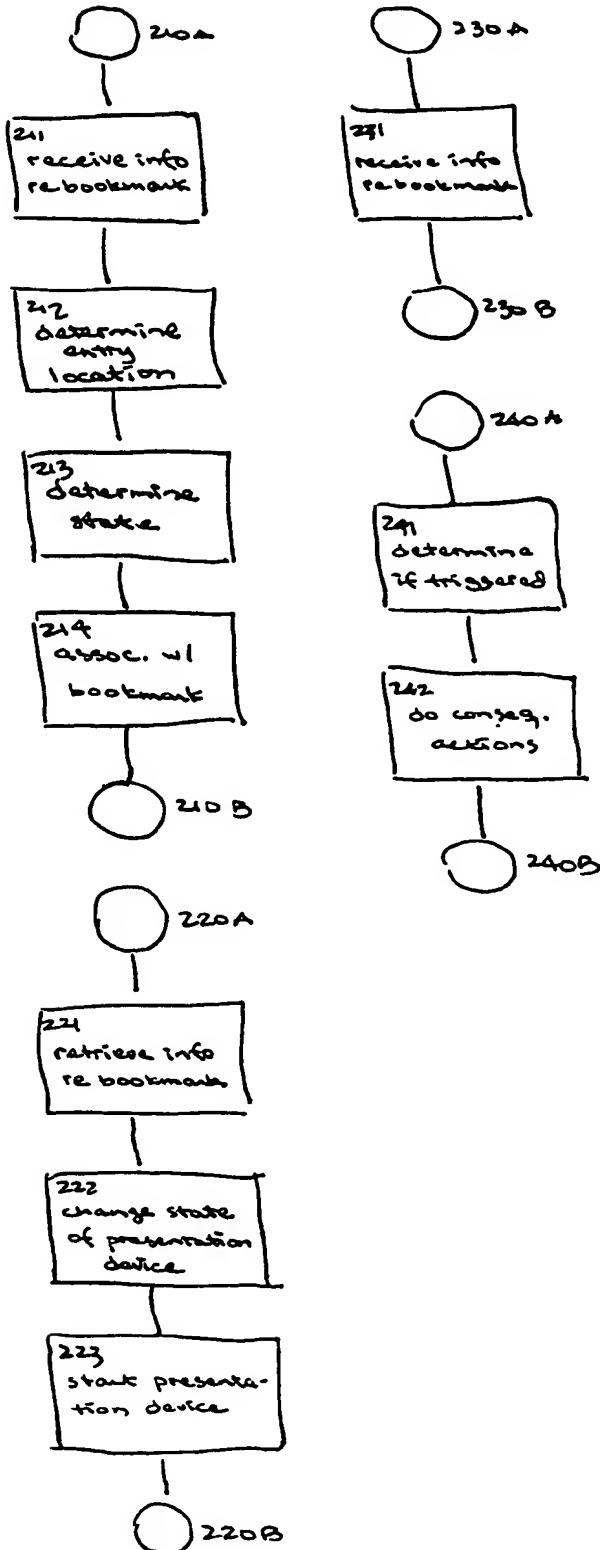 210A
211
receive info
re bookmark
212
determine
entry
location
213
determine
state
214
assoc. w/
bookmark
210B
220A
221
retrieve info
re bookmark
222
change state
of presentation
device
223
start presenta-
tion device
220B
230A
231
receive info
re bookmark
230B
240A
241
determine
if triggered
242
do conseq.
actions
240B